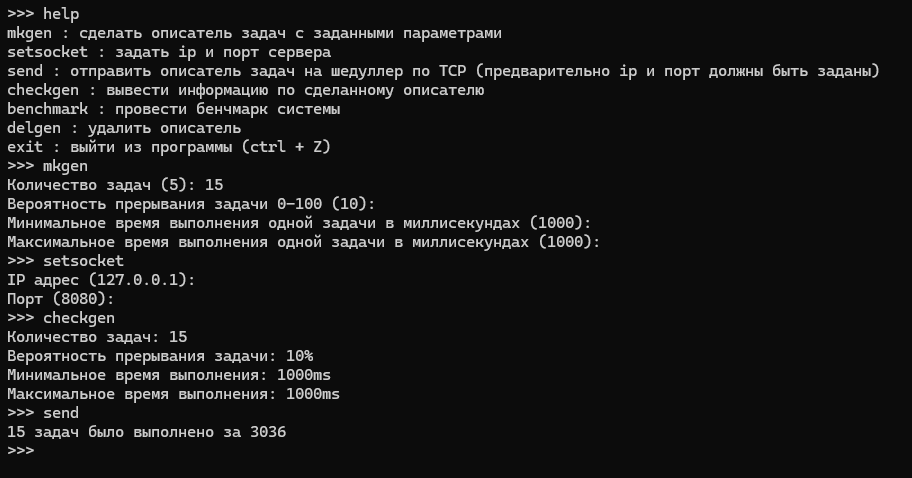 >>> help
mkgen : сделать описатель задач с заданными параметрами
setsocket : задать ip и порт сервера
send : отправить описатель задач на шедуллер по TCP (предварительно ip и порт должны быть заданы)
checkgen : вывести информацию по сделанному описателю
benchmark : провести бенчмарк системы
delgen : удалить описатель
exit : выйти из программы (ctrl + Z)
>>> mkgen
Количество задач (5): 15
Вероятность прерывания задачи 0-100 (10):
Минимальное время выполнения одной задачи в миллисекундах (1000):
Максимальное время выполнения одной задачи в миллисекундах (1000):
>>> setsocket
IP адрес (127.0.0.1):
Порт (8080):
>>> checkgen
Количество задач: 15
Вероятность прерывания задачи: 10%
Минимальное время выполнения: 1000ms
Максимальное время выполнения: 1000ms
>>> send
15 задач было выполнено за 3036
>>>